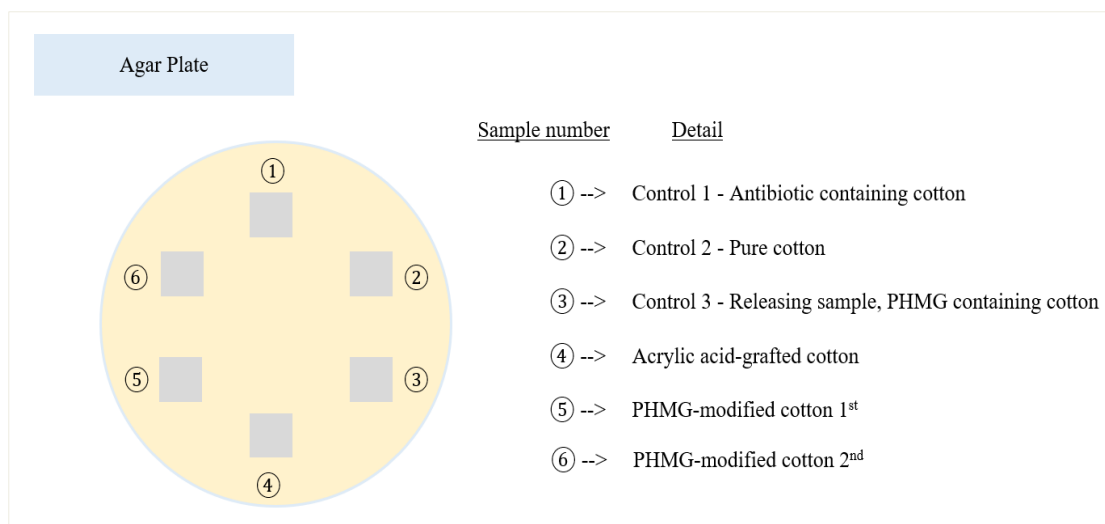 Agar Plate
Sample number Detail
① --> Control 1 - Antibiotic containing cotton
② --> Control 2 - Pure cotton
③ --> Control 3 - Releasing sample, PHMG containing cotton
④ --> Acrylic acid-grafted cotton
⑤ --> PHMG-modified cotton 1st
⑥ --> PHMG-modified cotton 2nd
①
⑥ ②
⑤ ③
④